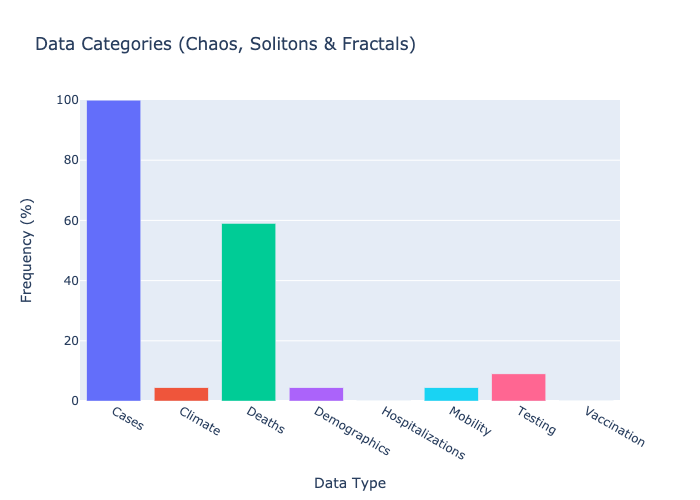 Data Categories (Chaos, Solitons & Fractals)
Frequency (%)
100
80
60
40
20
0
Cases
Climate
Deaths
Demographics
Hospitalizations
Mobility
Testing
Vaccination
Data Type